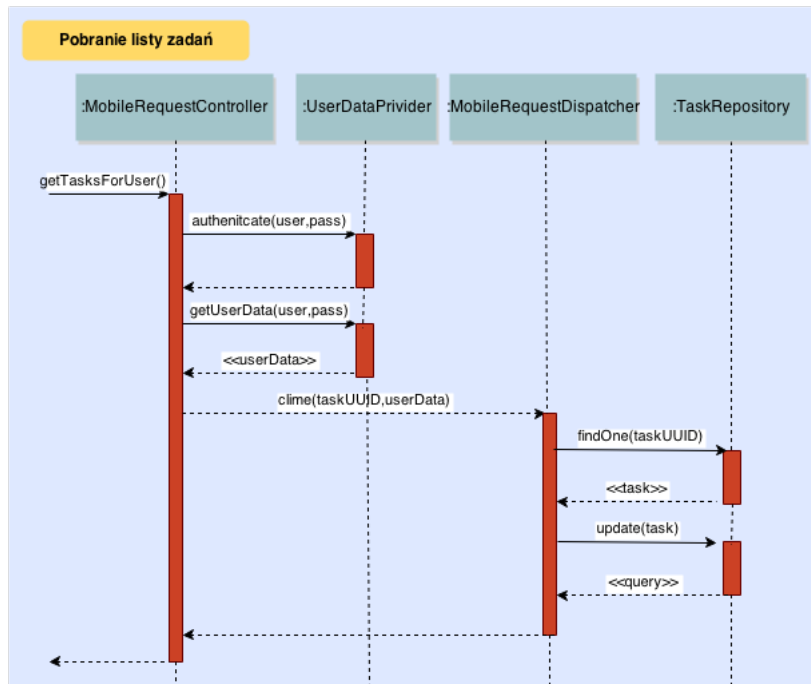 Pobranie listy zadań
:MobileRequestController
:UserDataPrivider
:MobileRequestDispatcher
:TaskRepository
getTasksForUser()
authenitcate(user,pass)
getUserData(user,pass)
<<userData>>
clime(taskUUID,userData)
findOne(taskUUID)
<<task>>
update(task)
<<query>>